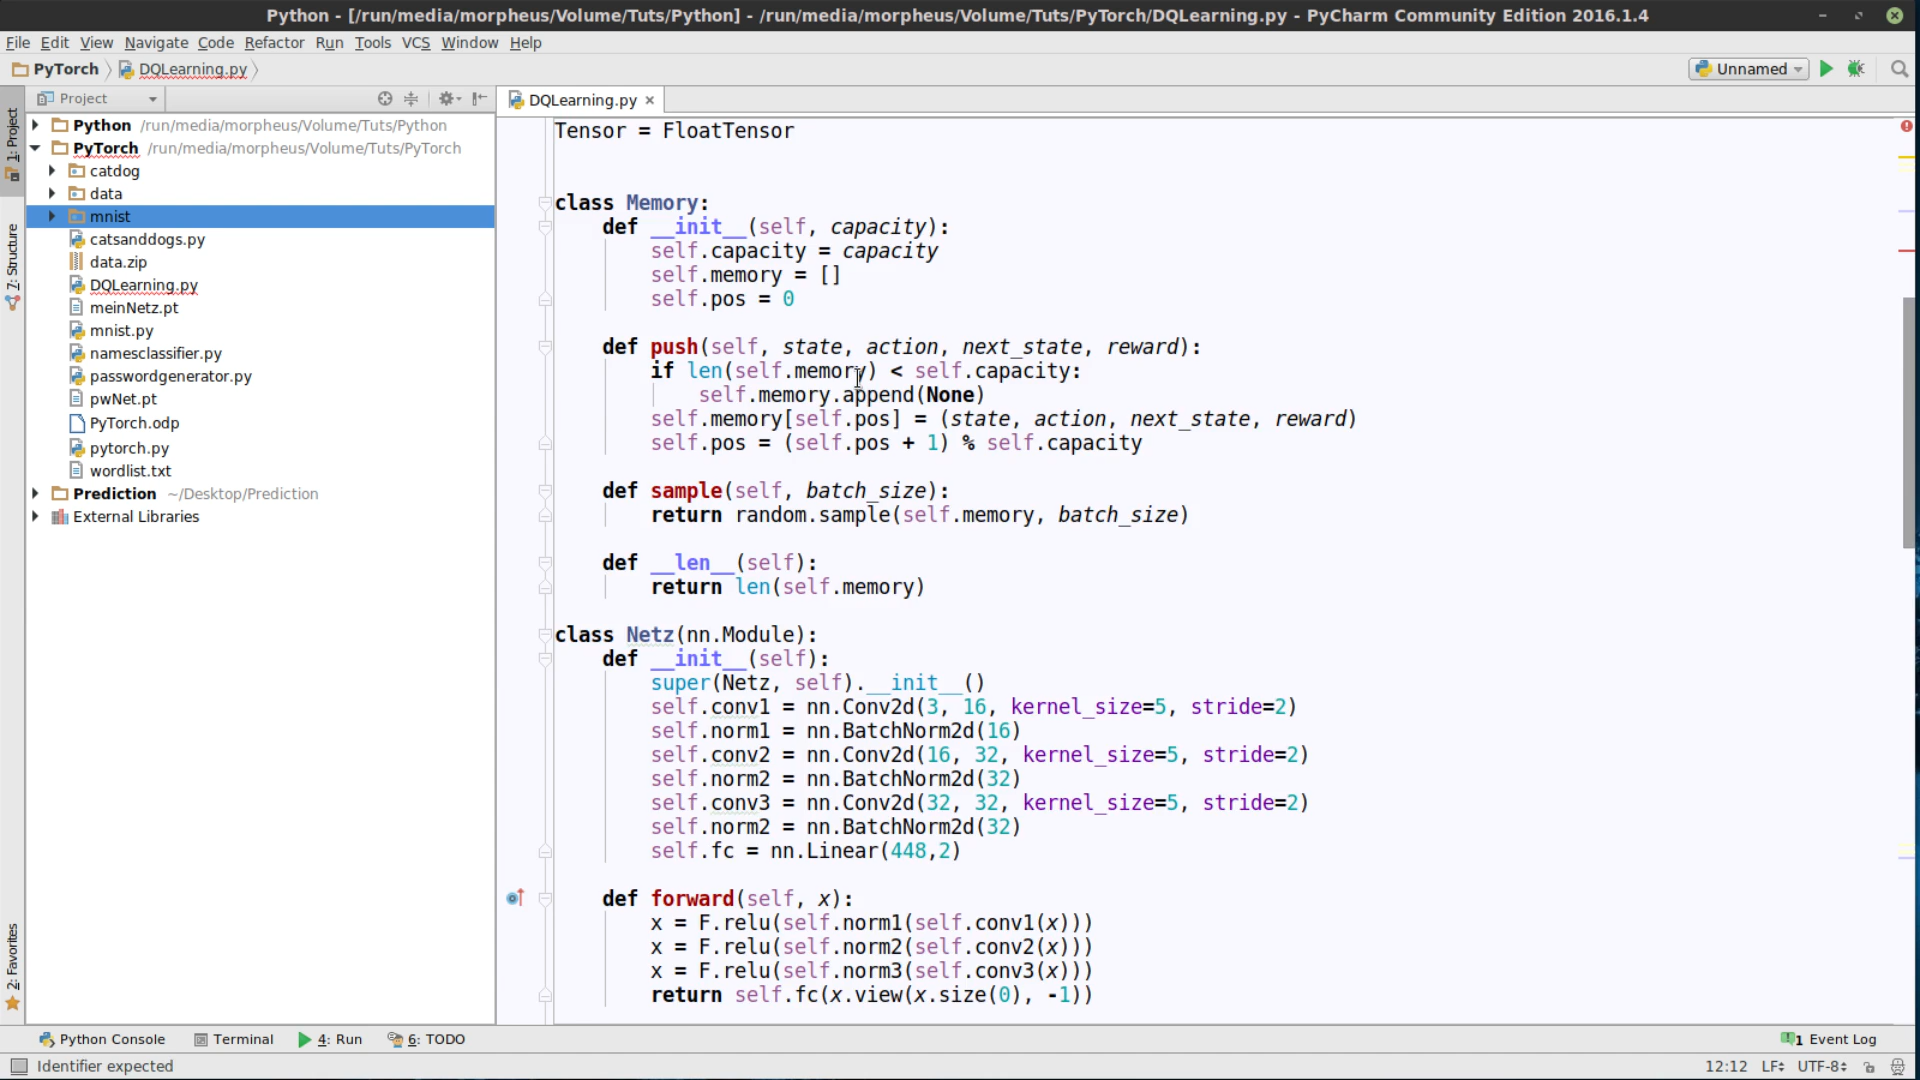 Python - [/run/media/morpheus/Volume/Tuts/Python] - /run/media/morpheus/Volume/Tuts/PyTorch/DQLearning.py - PyCharm Community Edition 2016.1.4
File Edit View Navigate Code Refactor Run Tools VCS Window Help
PyTorch DQLearning.py Unnamed
Project
DQLearning.py
1: Project
7: Structure
2: Favorites
Python /run/media/morpheus/Volume/Tuts/Python
PyTorch /run/media/morpheus/Volume/Tuts/PyTorch
catdog
data
mnist
catsanddogs.py
data.zip
DQLearning.py
meinNetz.pt
mnist.py
namesclassifier.py
passwordgenerator.py
pwNet.pt
PyTorch.odp
pytorch.py
wordlist.txt
Prediction ~/Desktop/Prediction
External Libraries
Tensor = FloatTensor
class Memory:
    def __init__(self, capacity):
        self.capacity = capacity
        self.memory = []
        self.pos = 0
    def push(self, state, action, next_state, reward):
        if len(self.memory) < self.capacity:
            self.memory.append(None)
        self.memory[self.pos] = (state, action, next_state, reward)
        self.pos = (self.pos + 1) % self.capacity
    def sample(self, batch_size):
        return random.sample(self.memory, batch_size)
    def __len__(self):
        return len(self.memory)
class Netz(nn.Module):
    def __init__(self):
        super(Netz, self).__init__()
        self.conv1 = nn.Conv2d(3, 16, kernel_size=5, stride=2)
        self.norm1 = nn.BatchNorm2d(16)
        self.conv2 = nn.Conv2d(16, 32, kernel_size=5, stride=2)
        self.norm2 = nn.BatchNorm2d(32)
        self.conv3 = nn.Conv2d(32, 32, kernel_size=5, stride=2)
        self.norm2 = nn.BatchNorm2d(32)
        self.fc = nn.Linear(448,2)
    def forward(self, x):
        x = F.relu(self.norm1(self.conv1(x)))
        x = F.relu(self.norm2(self.conv2(x)))
        x = F.relu(self.norm3(self.conv3(x)))
        return self.fc(x.view(x.size(0), -1))
Python Console Terminal 4: Run 6: TODO 1 Event Log
Identifier expected 12:12 LF UTF-8